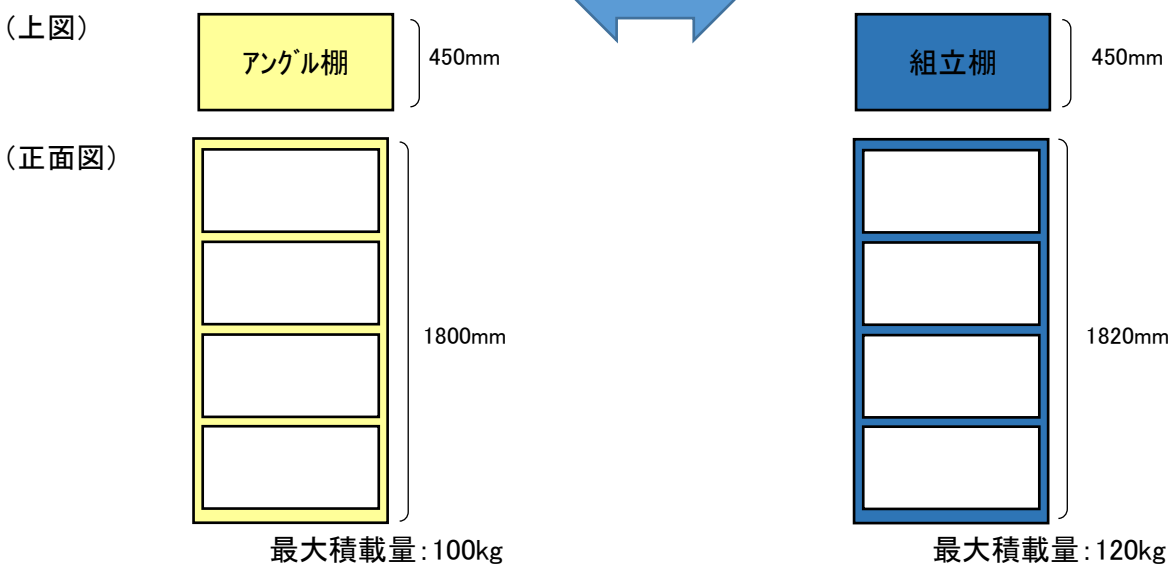 （上図）
アングル棚
450mm
組立棚
450mm
（正面図）
1800mm
1820mm
最大積載量：100kg
最大積載量：120kg